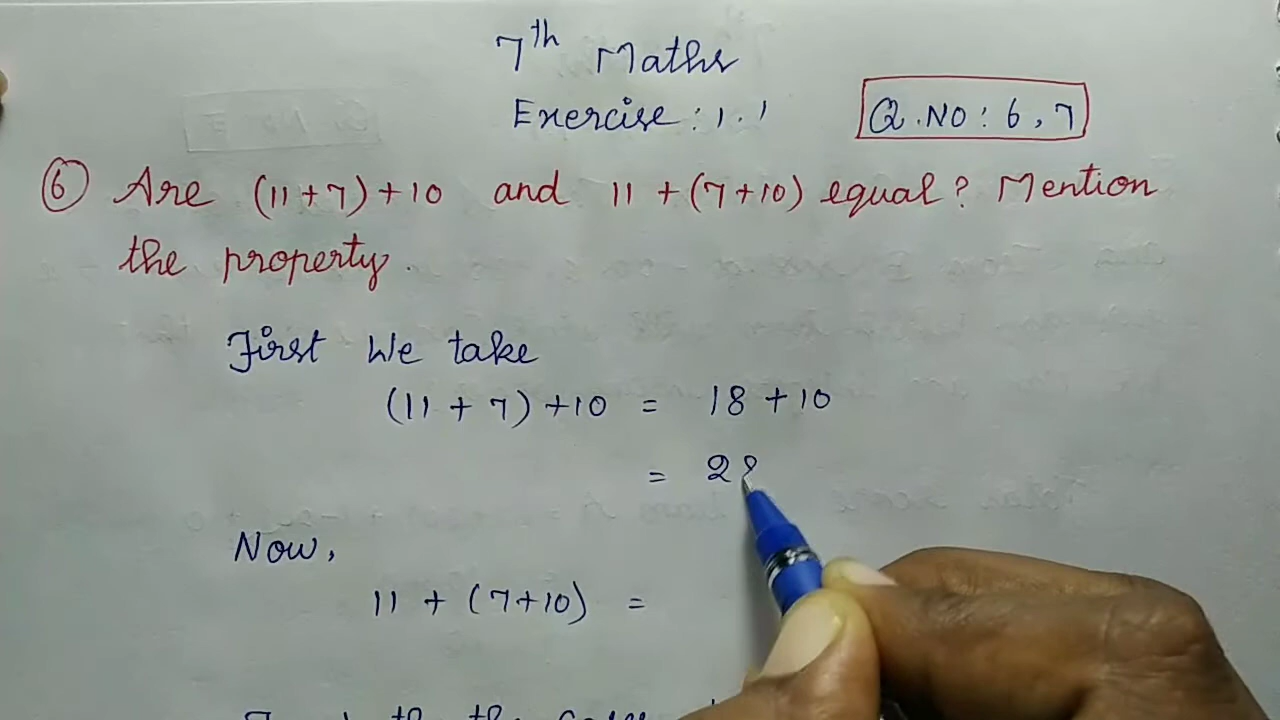 7th Maths
Exercise: 1.1
Q.NO: 6, 7
6 Are (11+7)+10 and 11+(7+10) equal? Mention
the property.
First We take
(11+7)+10 = 18+10
= 28
Now,
11+(7+10) =